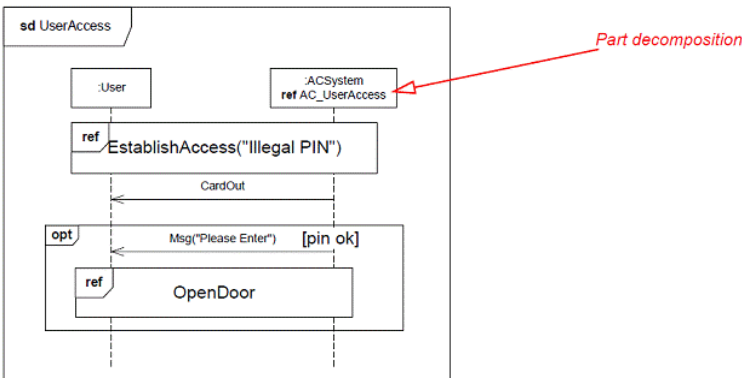 sd UserAccess
Part decomposition
:User
:ACSystem
ref AC_UserAccess
ref
EstablishAccess("Illegal PIN")
CardOut
opt
Msg("Please Enter")
[pin ok]
ref
OpenDoor